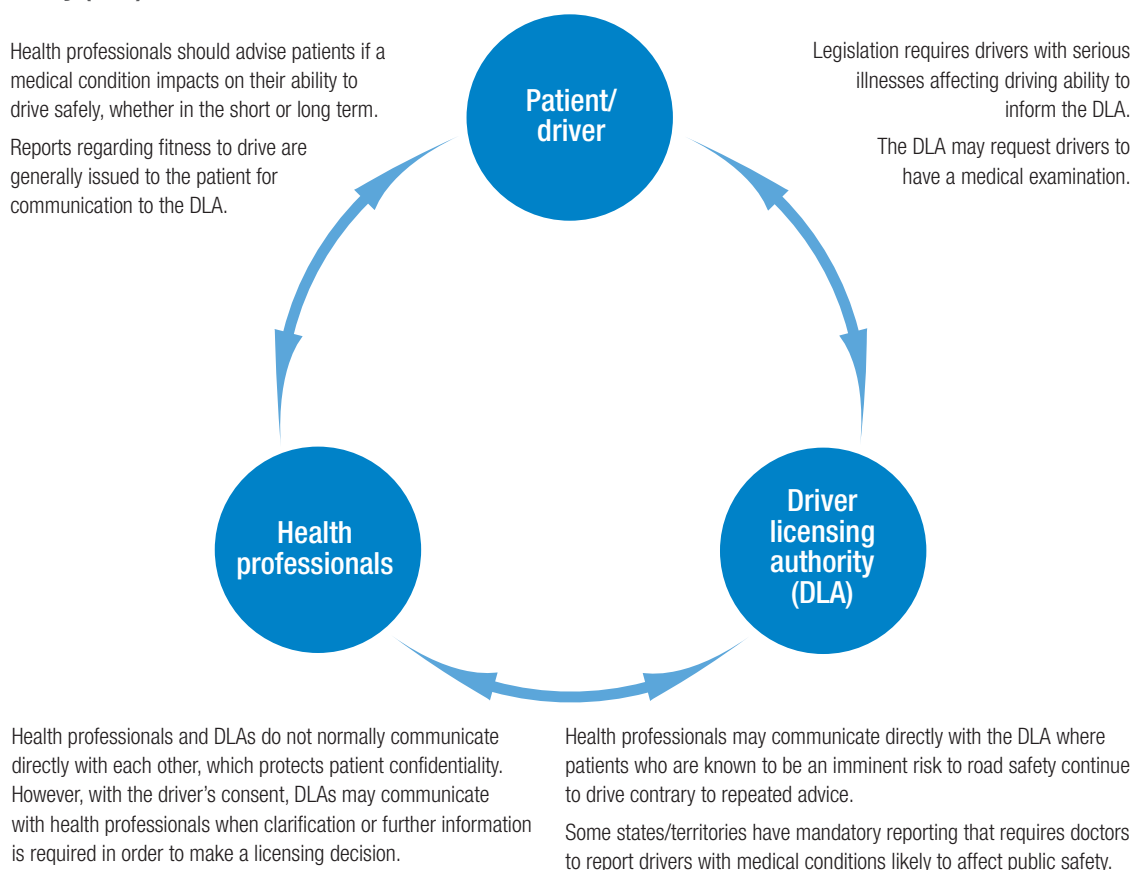 Health professionals should advise patients if a
medical condition impacts on their ability to
drive safely, whether in the short or long term.
Reports regarding fitness to drive are
generally issued to the patient for
communication to the DLA.
Patient/
driver
Legislation requires drivers with serious
illnesses affecting driving ability to
inform the DLA.
The DLA may request drivers to
have a medical examination.
Health
professionals
Driver
licensing
authority
(DLA)
Health professionals and DLAs do not normally communicate
directly with each other, which protects patient confidentiality.
However, with the driver’s consent, DLAs may communicate
with health professionals when clarification or further information
is required in order to make a licensing decision.
Health professionals may communicate directly with the DLA where
patients who are known to be an imminent risk to road safety continue
to drive contrary to repeated advice.
Some states/territories have mandatory reporting that requires doctors
to report drivers with medical conditions likely to affect public safety.